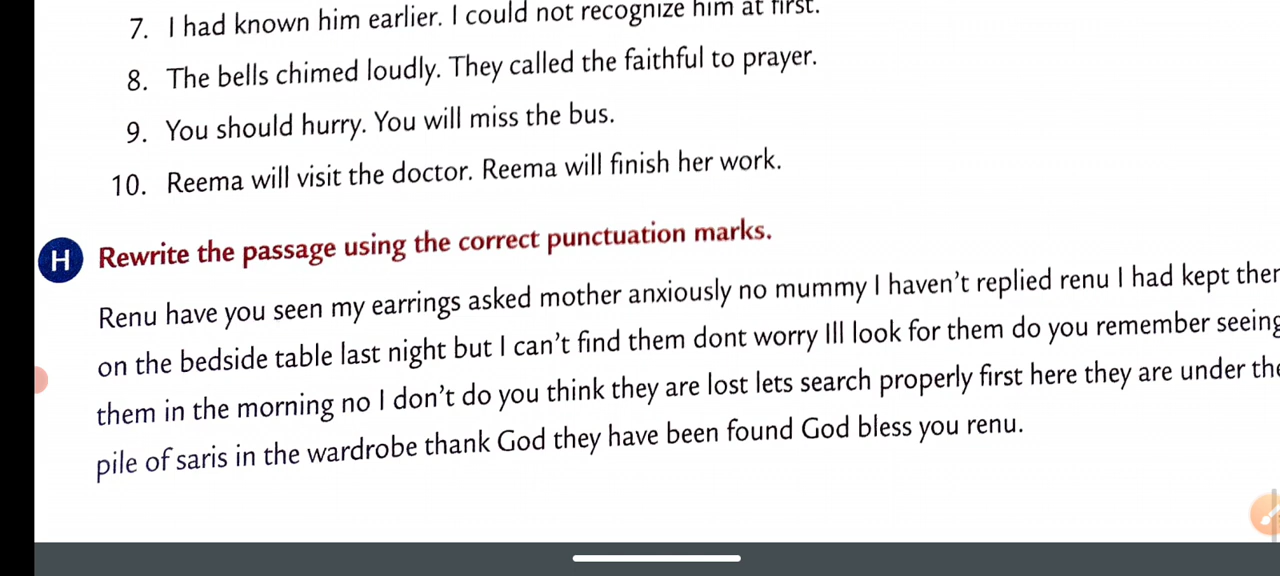 7. I had known him earlier. I could not recognize him at first.
8. The bells chimed loudly. They called the faithful to prayer.
9. You should hurry. You will miss the bus.
10. Reema will visit the doctor. Reema will finish her work.
H Rewrite the passage using the correct punctuation marks.
Renu have you seen my earrings asked mother anxiously no mummy I haven't replied renu I had kept
on the bedside table last night but I can't find them dont worry Ill look for them do you remember seeing
them in the morning no I don't do you think they are lost lets search properly first here they are under the
pile of saris in the wardrobe thank God they have been found God bless you renu.